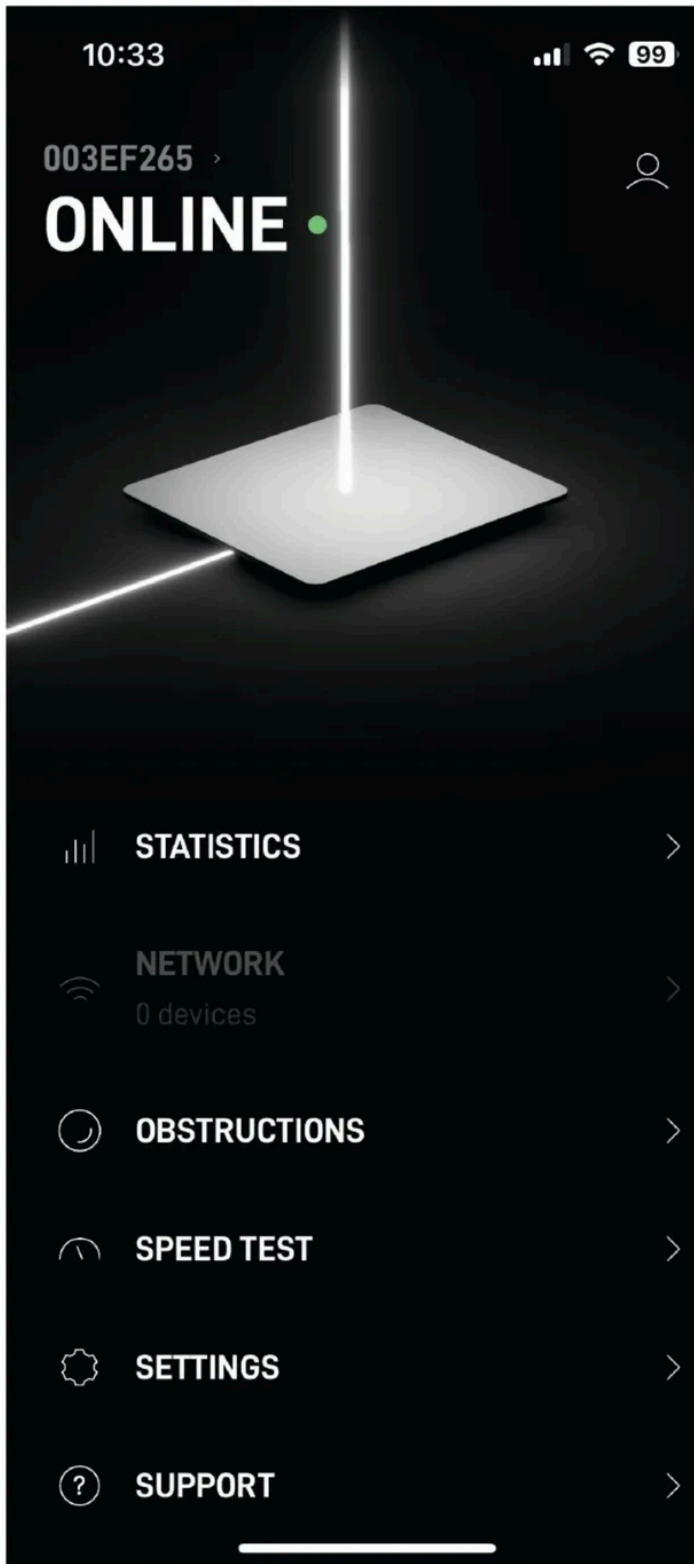 10:33
99
003EF265
ONLINE
STATISTICS
NETWORK
0 devices
OBSTRUCTIONS
SPEED TEST
SETTINGS
?
SUPPORT